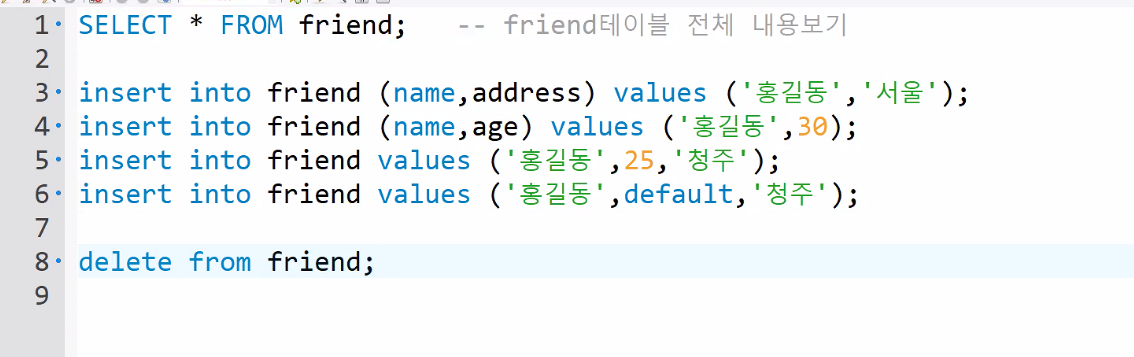 1 SELECT * FROM friend;   -- friend테이블 전체 내용보기
2
3 insert into friend (name,address) values ('홍길동','서울');
4 insert into friend (name,age) values ('홍길동',30);
5 insert into friend values ('홍길동',25,'청주');
6 insert into friend values ('홍길동',default,'청주');
7
8 delete from friend;
9